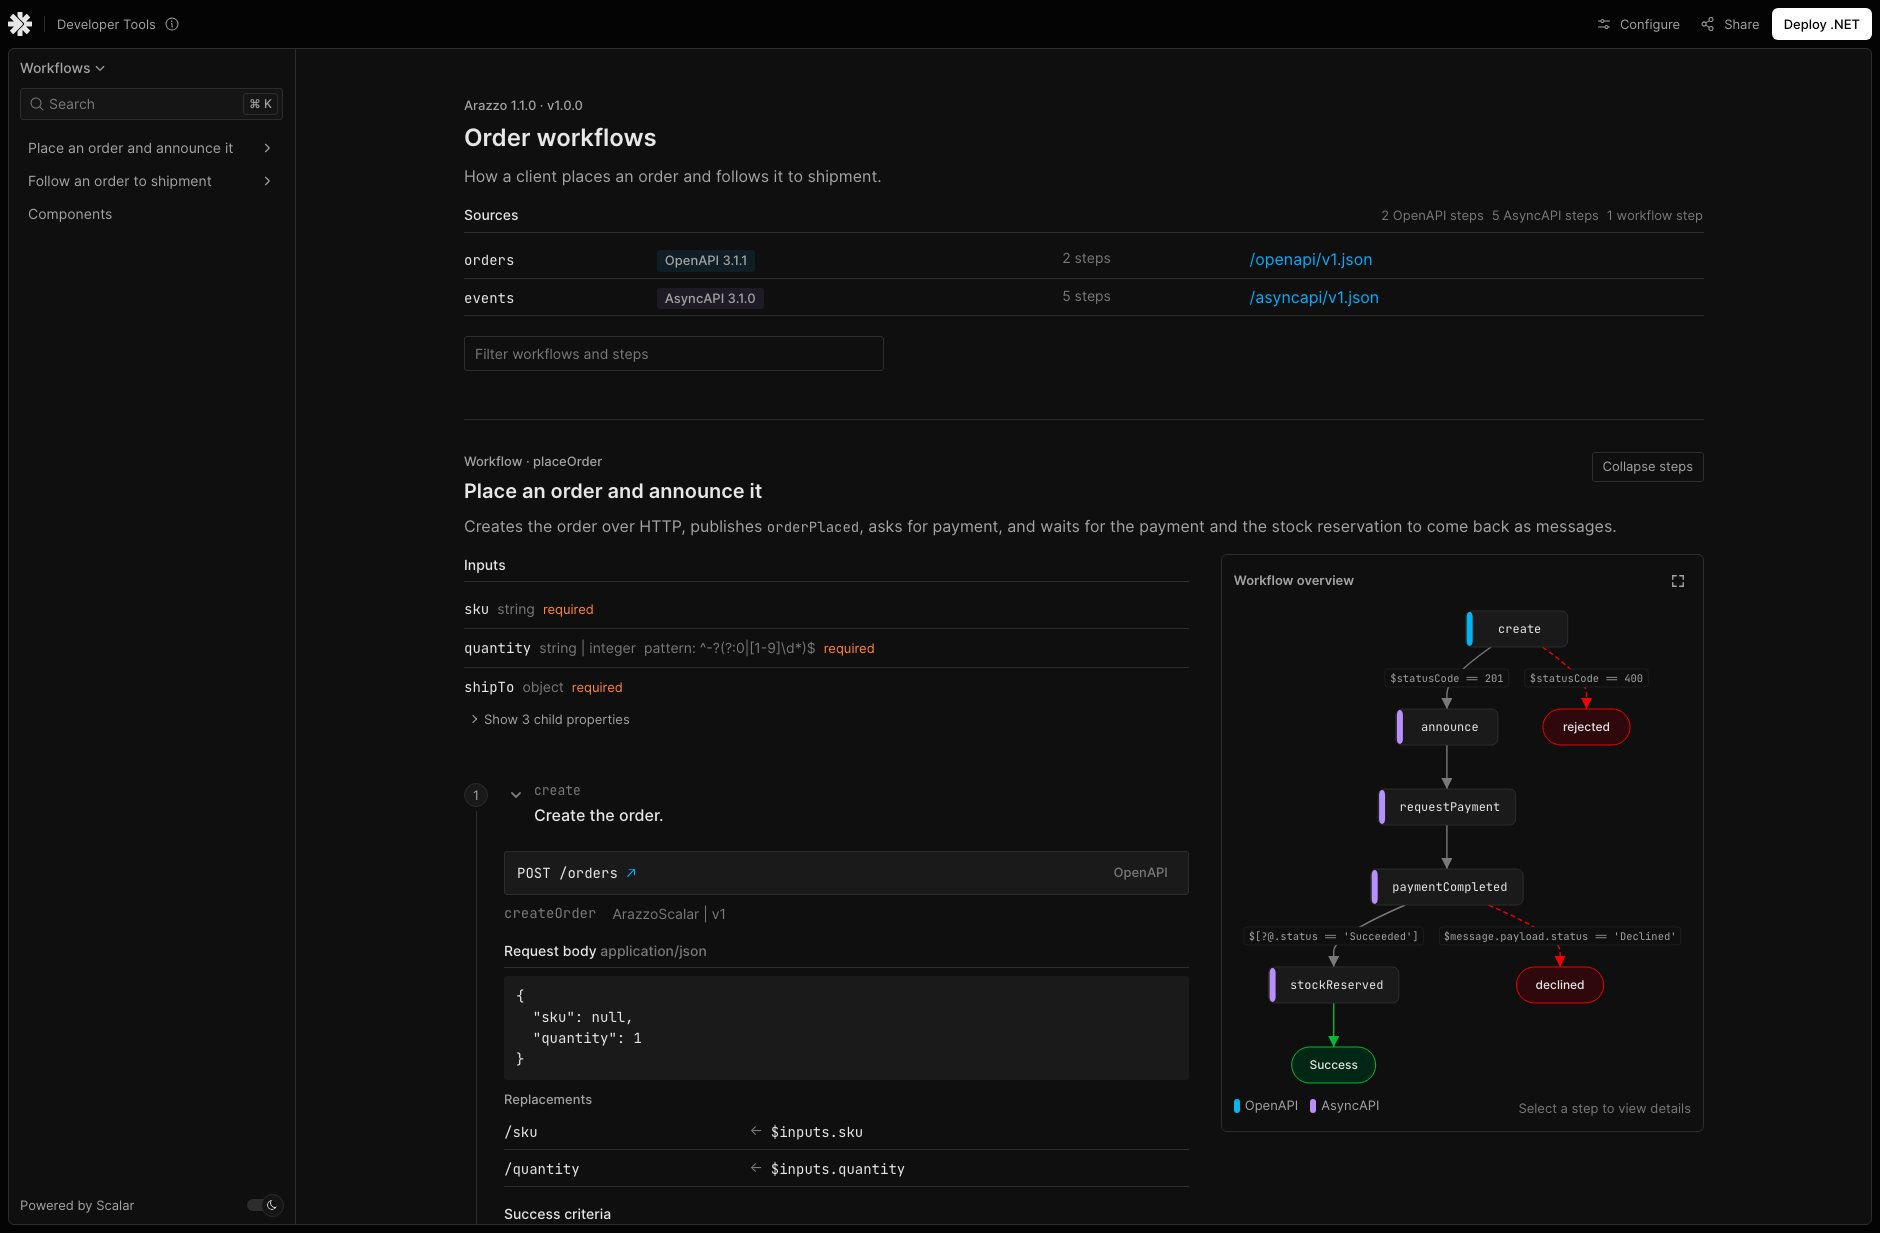 Developer Tools
Configure
Share
Deploy .NET
Workflows
Search
⌘ K
Place an order and announce it
Follow an order to shipment
Components
Powered by Scalar
Arazzo 1.1.0 · v1.0.0
Order workflows
How a client places an order and follows it to shipment.
Sources
2 OpenAPI steps 5 AsyncAPI steps 1 workflow step
orders OpenAPI 3.1.1 2 steps /openapi/v1.json
events AsyncAPI 3.1.0 5 steps /asyncapi/v1.json
Filter workflows and steps
Workflow · placeOrder
Collapse steps
Place an order and announce it
Creates the order over HTTP, publishes orderPlaced, asks for payment, and waits for the payment and the stock reservation to come back as messages.
Inputs
sku string required
quantity string | integer pattern: ^-?(?:0|[1-9]\d*)$ required
shipTo object required
Show 3 child properties
1
create
Create the order.
POST /orders ↗ OpenAPI
createOrder ArazzoScalar | v1
Request body application/json
{
"sku": null,
"quantity": 1
}
Replacements
/sku ← $inputs.sku
/quantity ← $inputs.quantity
Success criteria
Workflow overview
create
$statusCode == 201
$statusCode == 400
announce
rejected
requestPayment
paymentCompleted
$[?@.status == 'Succeeded']
$message.payload.status == 'Declined'
stockReserved
declined
Success
OpenAPI
AsyncAPI
Select a step to view details